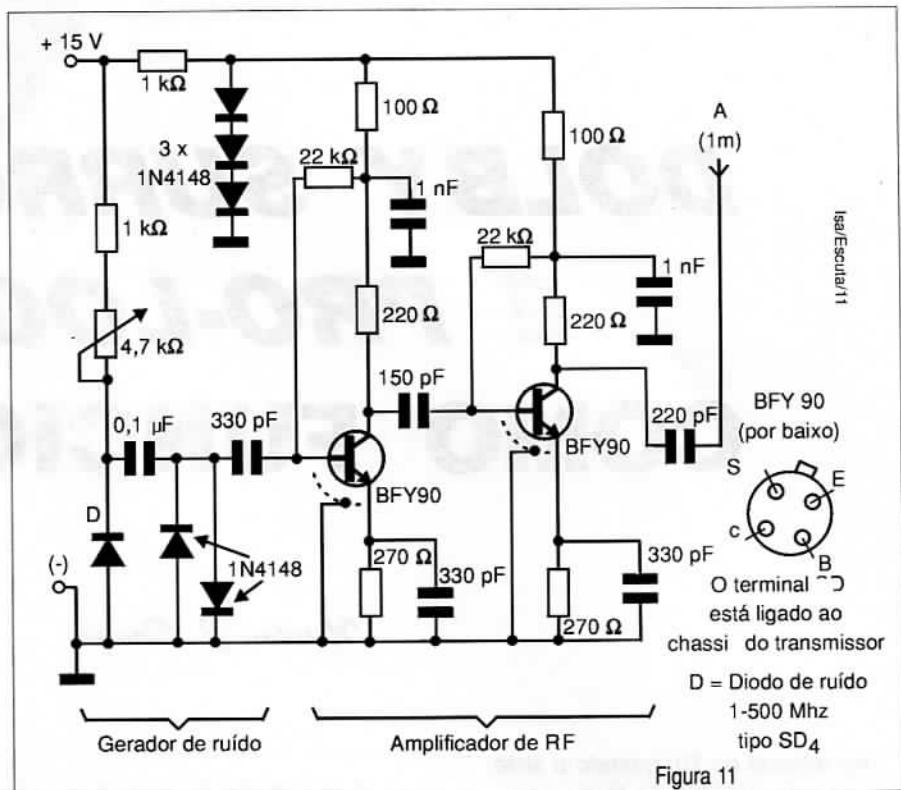 + 15 V
1 kΩ
3 x
1N4148
1 kΩ
4,7 kΩ
0,1 µF
330 pF
D
(-)
1N4148
100 Ω
22 kΩ
1 nF
220 Ω
150 pF
BFY90
270 Ω
330 pF
100 Ω
22 kΩ
1 nF
220 Ω
BFY90
220 pF
330 pF
270 Ω
A
(1m)
Isa/Escuta/11
BFY 90
(por baixo)
S
E
c
B
O terminal
está ligado ao
chassi do transmissor
D = Diodo de ruído
1-500 Mhz
tipo SD4
Gerador de ruído
Amplificador de RF
Figura 11